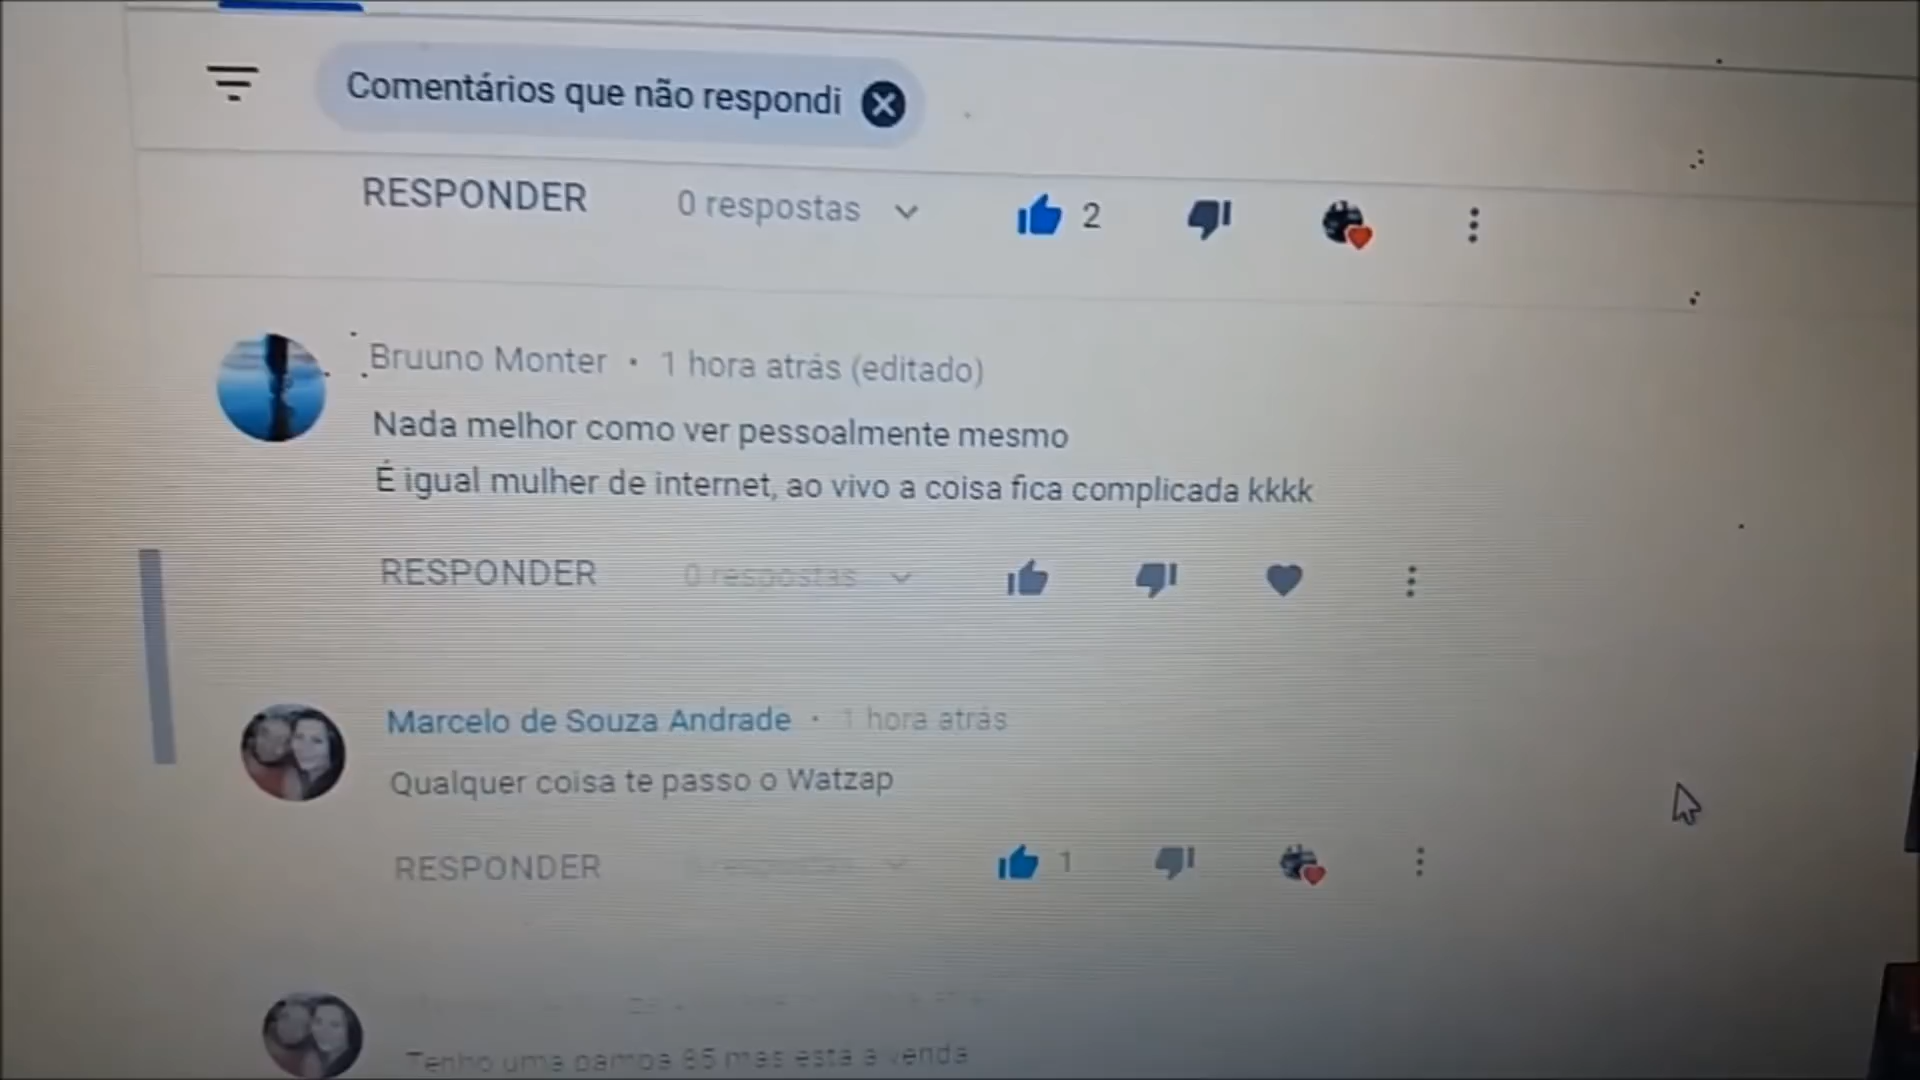 Comentários que não respondi
RESPONDER 0 respostas 2
Bruuno Monter · 1 hora atrás (editado)
Nada melhor como ver pessoalmente mesmo
É igual mulher de internet, ao vivo a coisa fica complicada kkkk
RESPONDER 0 respostas
Marcelo de Souza Andrade · 1 hora atrás
Qualquer coisa te passo o Watzap
RESPONDER respostas 1
Tenho uma pampa 85 mas esta a venda